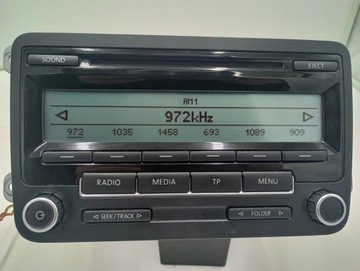 SOUND
EJECT
AM1
972kHz
972 1035 1458 693 1089 909
RADIO MEDIA TP MENU
SEEK/TRACK FOLDER